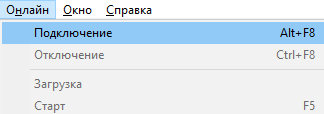 Онлайн Окно Справка
Подключение Alt+F8
Отключение Ctrl+F8
Загрузка
Старт F5